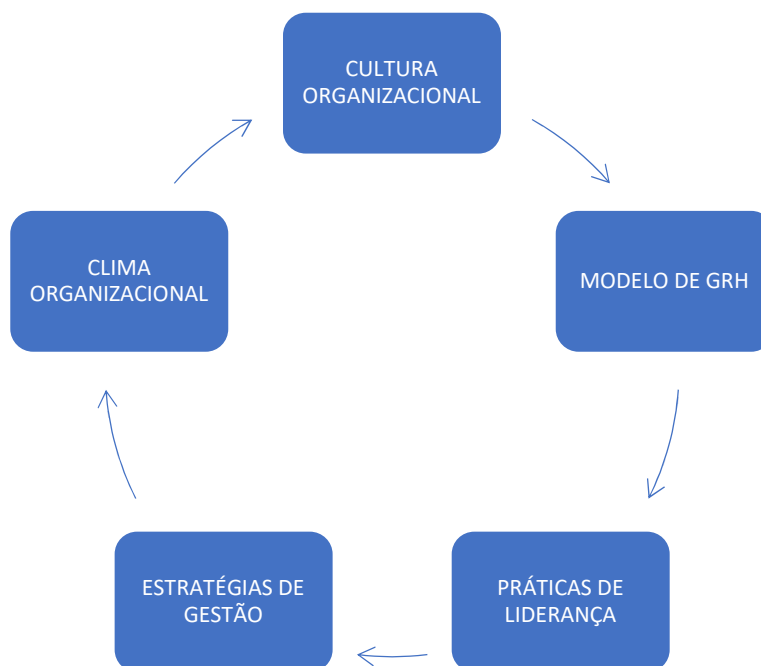 CULTURA
ORGANIZACIONAL
MODELO DE GRH
PRÁTICAS DE
LIDERANÇA
ESTRATÉGIAS DE
GESTÃO
CLIMA
ORGANIZACIONAL